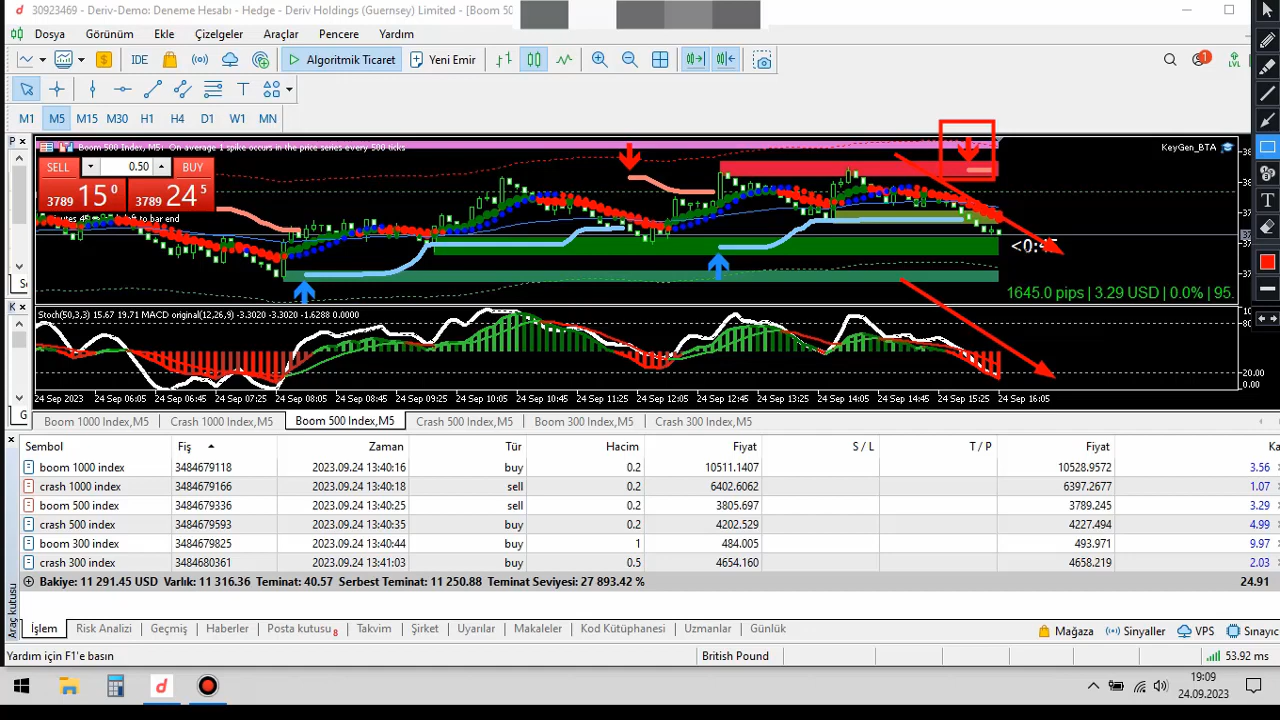 30923469 - Deriv-Demo: Deneme Hesabı - Hedge - Deriv Holdings (Guernsey) Limited - [Boom 50
Dosya Görünüm Ekle Çizelgeler Araçlar Pencere Yardım
IDE Algoritmik Ticaret Yeni Emir 1
M1 M5 M15 M30 H1 H4 D1 W1 MN
Boom 500 Index, M5: On average 1 spike occurs in the price series every 500 ticks
KeyGen_BTA
SELL 0.50 BUY
3789 15 0 3789 24 5
left to bar end
1645.0 pips | 3.29 USD | 0.0% | 95.
Stoch(50,3,3) 15.67 19.71 MACD original(12,26,9) -3.3020 -3.3020 -1.6288 0.0000
80
20.00
0.00
24 Sep 2023 24 Sep 06:05 24 Sep 06:45 24 Sep 07:25 24 Sep 08:05 24 Sep 08:45 24 Sep 09:25 24 Sep 10:05 24 Sep 10:45 24 Sep 11:25 24 Sep 12:05 24 Sep 12:45 24 Sep 13:25 24 Sep 14:05 24 Sep 14:45 24 Sep 15:25 24 Sep 16:05
Boom 1000 Index,M5 Crash 1000 Index,M5 Boom 500 Index,M5 Crash 500 Index,M5 Boom 300 Index,M5 Crash 300 Index,M5
Sembol Fiş Zaman Tür Hacim Fiyat S / L T / P Fiyat Ka
boom 1000 index 3484679118 2023.09.24 13:40:16 buy 0.2 10511.1407 10528.9572 3.56
crash 1000 index 3484679166 2023.09.24 13:40:18 sell 0.2 6402.6062 6397.2677 1.07
boom 500 index 3484679336 2023.09.24 13:40:25 sell 0.2 3805.697 3789.245 3.29
crash 500 index 3484679593 2023.09.24 13:40:35 buy 0.2 4202.529 4227.494 4.99
boom 300 index 3484679825 2023.09.24 13:40:44 buy 1 484.005 493.971 9.97
crash 300 index 3484680361 2023.09.24 13:41:03 buy 0.5 4654.160 4658.219 2.03
Bakiye: 11 291.45 USD Varlık: 11 316.36 Teminat: 40.57 Serbest Teminat: 11 250.88 Teminat Seviyesi: 27 893.42 % 24.91
Araç kutusu
İşlem Risk Analizi Geçmiş Haberler Posta kutusu 8 Takvim Şirket Uyarılar Makaleler Kod Kütüphanesi Uzmanlar Günlük Mağaza Sinyaller VPS Sınayıc
Yardım için F1'e basın British Pound 53.92 ms
19:09
24.09.2023